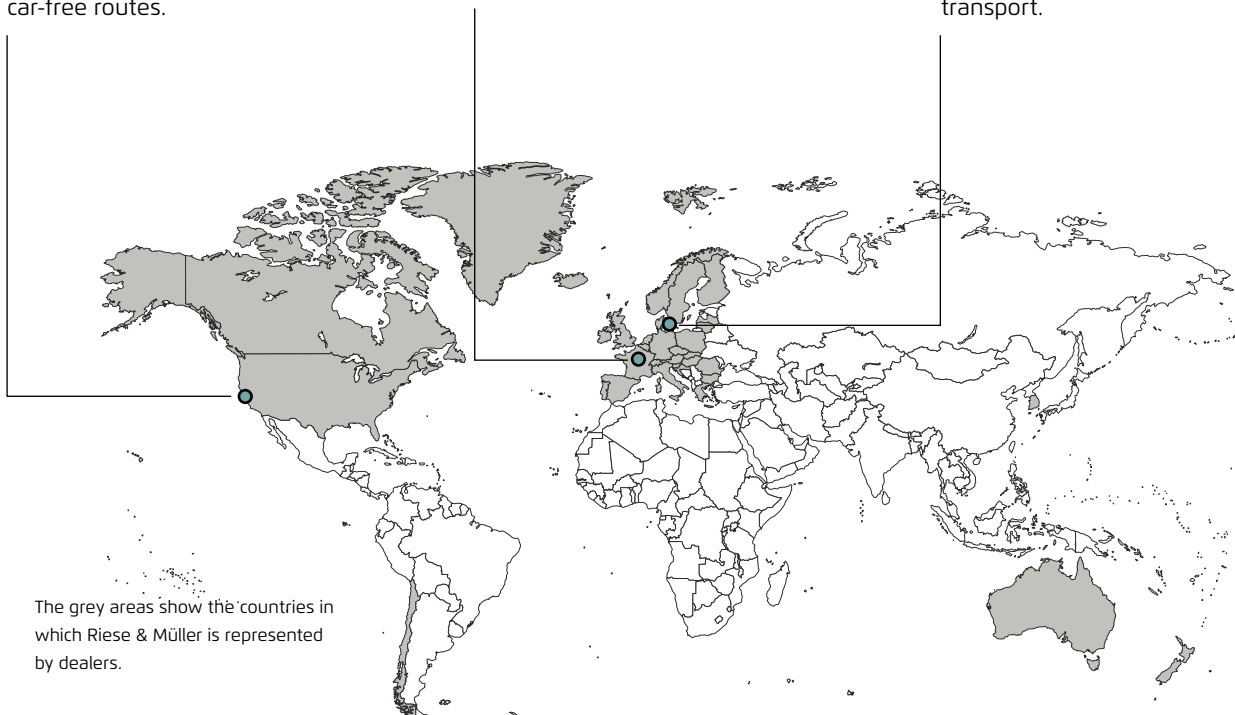 car-free routes.
transport.
The grey areas show the countries in
which Riese & Müller is represented
by dealers.